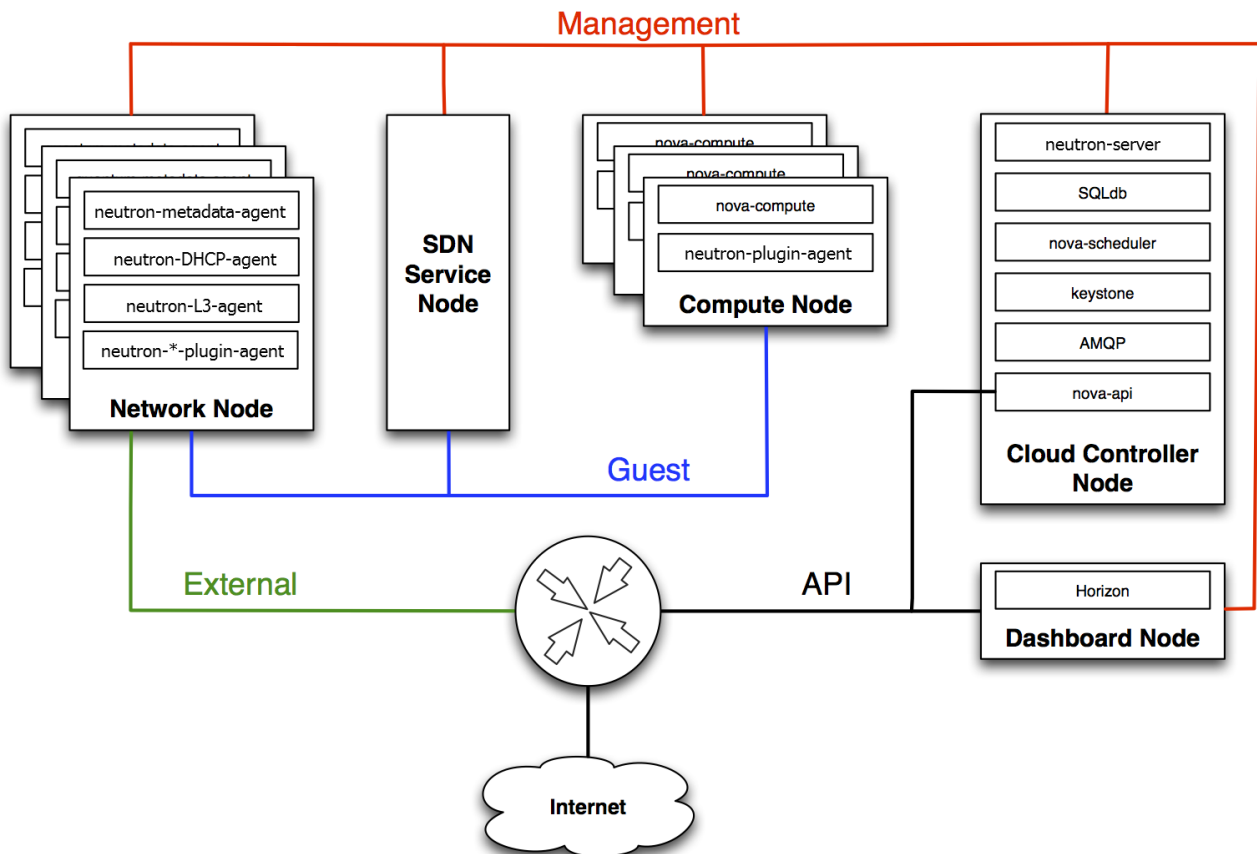 Management
nova-compute
nova-compute
neutron-metadata-agent
neutron-DHCP-agent
neutron-L3-agent
neutron-*-plugin-agent
Network Node
SDN
Service
Node
nova-compute
neutron-plugin-agent
Compute Node
neutron-server
SQLdb
nova-scheduler
keystone
AMQP
nova-api
Cloud Controller
Node
Guest
External
API
Horizon
Dashboard Node
Internet